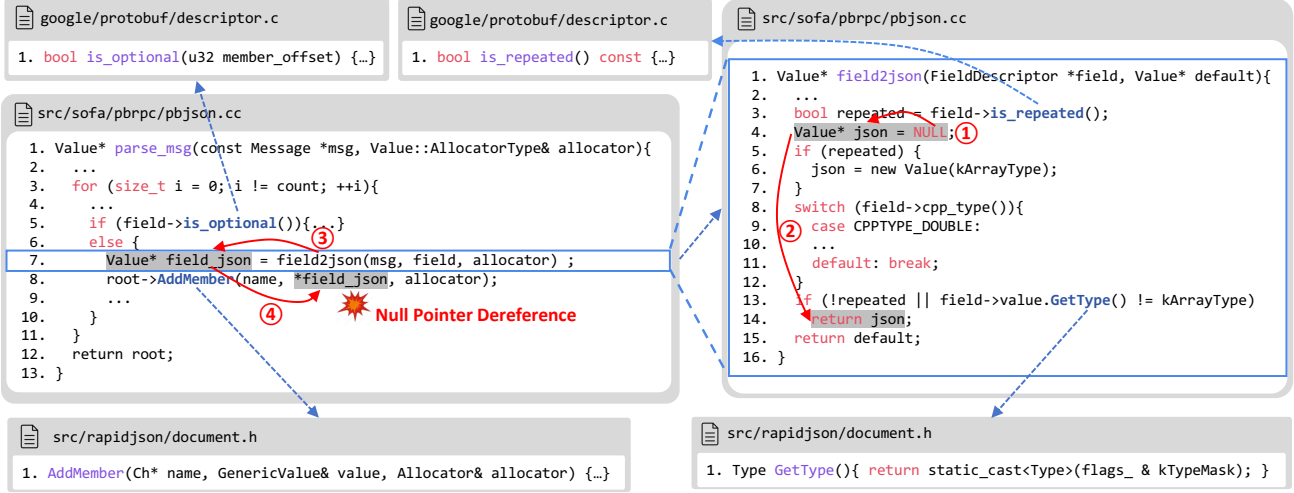 google/protobuf/descriptor.c
1. bool is_optional(u32 member_offset) {…}
google/protobuf/descriptor.c
1. bool is_repeated() const {…}
src/sofa/pbrpc/pbjson.cc
1. Value* parse_msg(const Message *msg, Value::AllocatorType& allocator){
2. ...
3. for (size_t i = 0; i != count; ++i){
4. ...
5. if (field->is_optional()){...}
6. else {
③
7. Value* field_json = field2json(msg, field, allocator) ;
8. root->AddMember(name, *field_json, allocator);
9. ...
④ Null Pointer Dereference
10. }
11. }
12. return root;
13. }
src/sofa/pbrpc/pbjson.cc
1. Value* field2json(FieldDescriptor *field, Value* default){
2. ...
3. bool repeated = field->is_repeated();
4. Value* json = NULL; ①
5. if (repeated) {
6. json = new Value(kArrayType);
7. }
8. switch (field->cpp_type()){
9. case CPPTYPE_DOUBLE:
②
10. ...
11. default: break;
12. }
13. if (!repeated || field->value.GetType() != kArrayType)
14. return json;
15. return default;
16. }
src/rapidjson/document.h
1. AddMember(Ch* name, GenericValue& value, Allocator& allocator) {…}
src/rapidjson/document.h
1. Type GetType(){ return static_cast<Type>(flags_ & kTypeMask); }